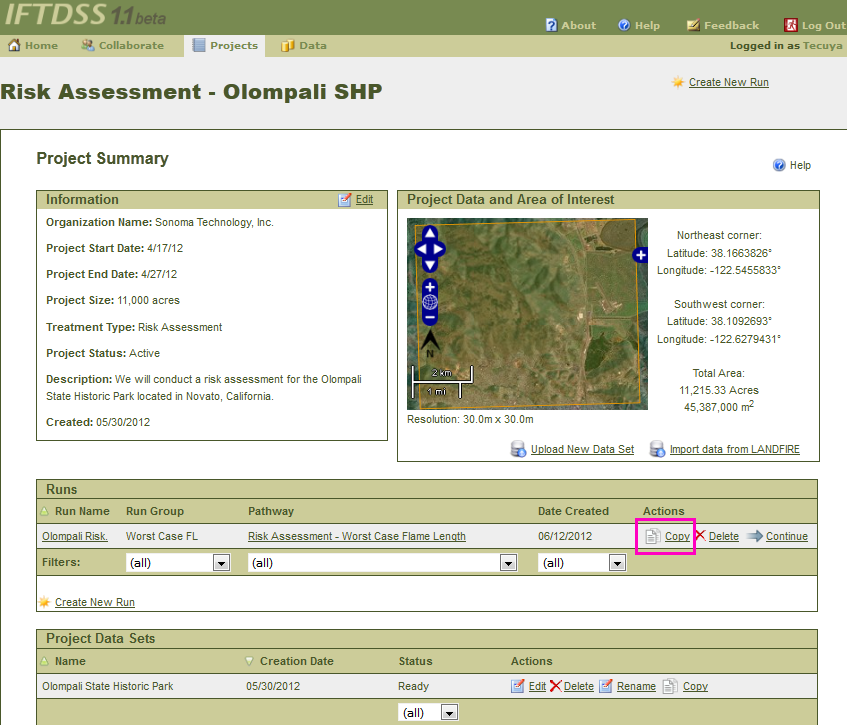 IFTDSS 1.1 beta
About Help Feedback Log Out
Home Collaborate Projects Data Logged in as Tecuya
Risk Assessment - Olompali SHP
Create New Run
Project Summary
Help
Information Edit
Organization Name: Sonoma Technology, Inc.
Project Start Date: 4/17/12
Project End Date: 4/27/12
Project Size: 11,000 acres
Treatment Type: Risk Assessment
Project Status: Active
Description: We will conduct a risk assessment for the Olompali
State Historic Park located in Novato, California.
Created: 05/30/2012
Project Data and Area of Interest
N
2 km
1 mi
Resolution: 30.0m x 30.0m
Northeast corner:
Latitude: 38.1663826°
Longitude: -122.5455833°
Southwest corner:
Latitude: 38.1092693°
Longitude: -122.6279431°
Total Area:
11,215.33 Acres
45,387,000 m2
Upload New Data Set Import data from LANDFIRE
Runs
Run Name Run Group Pathway Date Created Actions
Olompali Risk. Worst Case FL Risk Assessment - Worst Case Flame Length 06/12/2012 Copy Delete Continue
Filters: (all) (all) (all)
Create New Run
Project Data Sets
Name Creation Date Status Actions
Olompali State Historic Park 05/30/2012 Ready Edit Delete Rename Copy
(all)